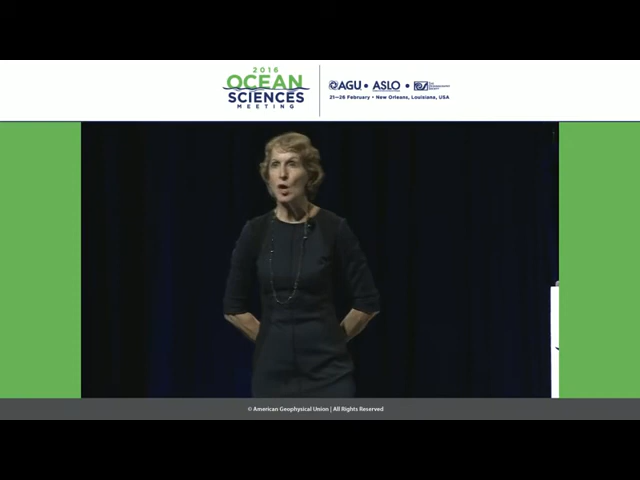 2016
OCEAN
SCIENCES
MEETING
AGU • ASLO •
21–26 February • New Orleans, Louisiana, USA
© American Geophysical Union | All Rights Reserved